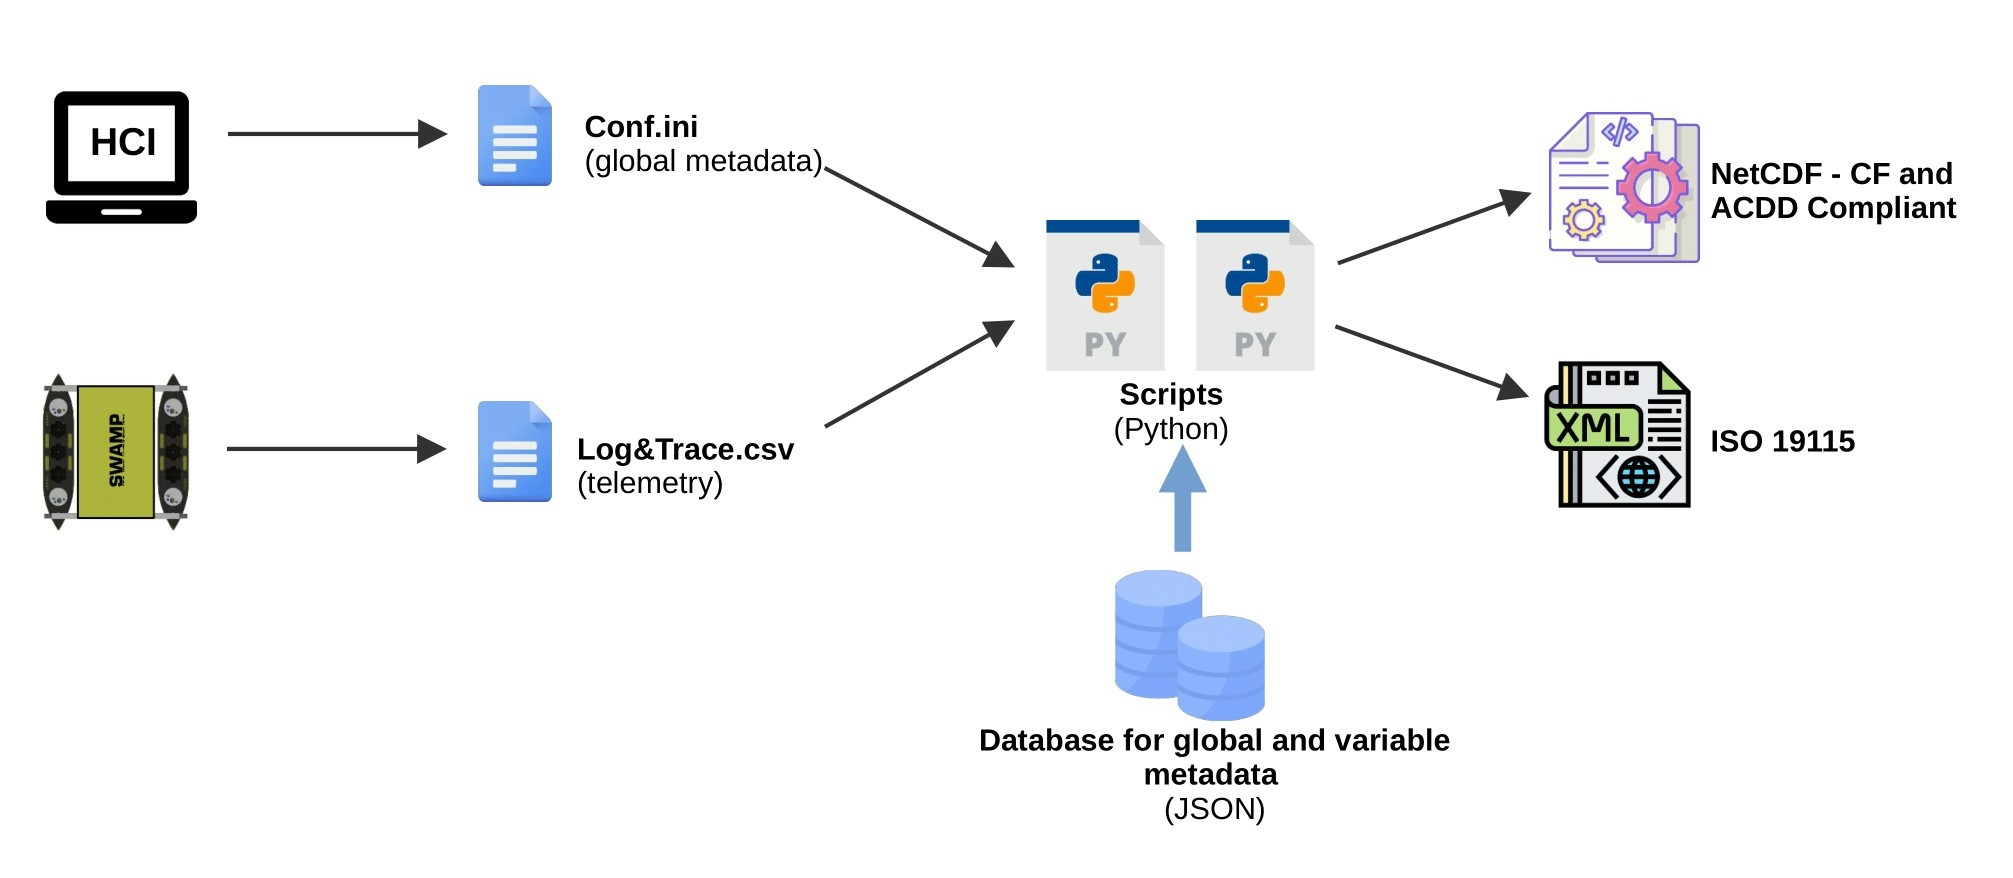 HCI
Conf.ini
(global metadata)
SWAMP
Log&Trace.csv
(telemetry)
PY
PY
Scripts
(Python)
Database for global and variable
metadata
(JSON)
</>
NetCDF - CF and
ACDD Compliant
XML
ISO 19115